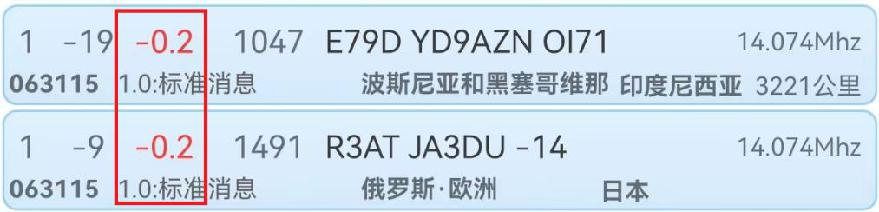 1 -19 -0.2 1047 E79D YD9AZN OI71 14.074Mhz
063115 1.0:标准消息 波斯尼亚和黑塞哥维那 印度尼西亚 3221公里
1 -9 -0.2 1491 R3AT JA3DU -14 14.074Mhz
063115 1.0:标准消息 俄罗斯·欧洲 日本